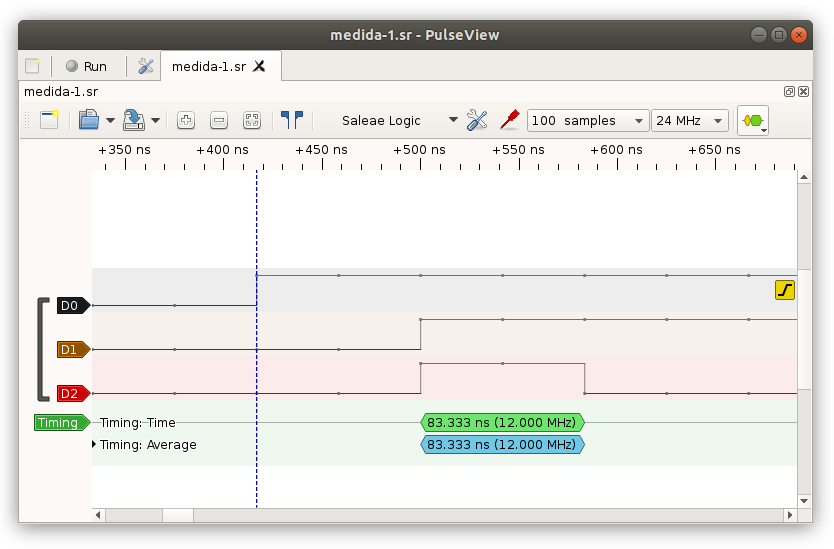 medida-1.sr - PulseView
Run
medida-1.sr
medida-1.sr
Saleae Logic
100 samples
24 MHz
+350 ns +400 ns +450 ns +500 ns +550 ns +600 ns +650 ns
D0
D1
D2
Timing Timing: Time 83.333 ns (12.000 MHz)
Timing: Average 83.333 ns (12.000 MHz)